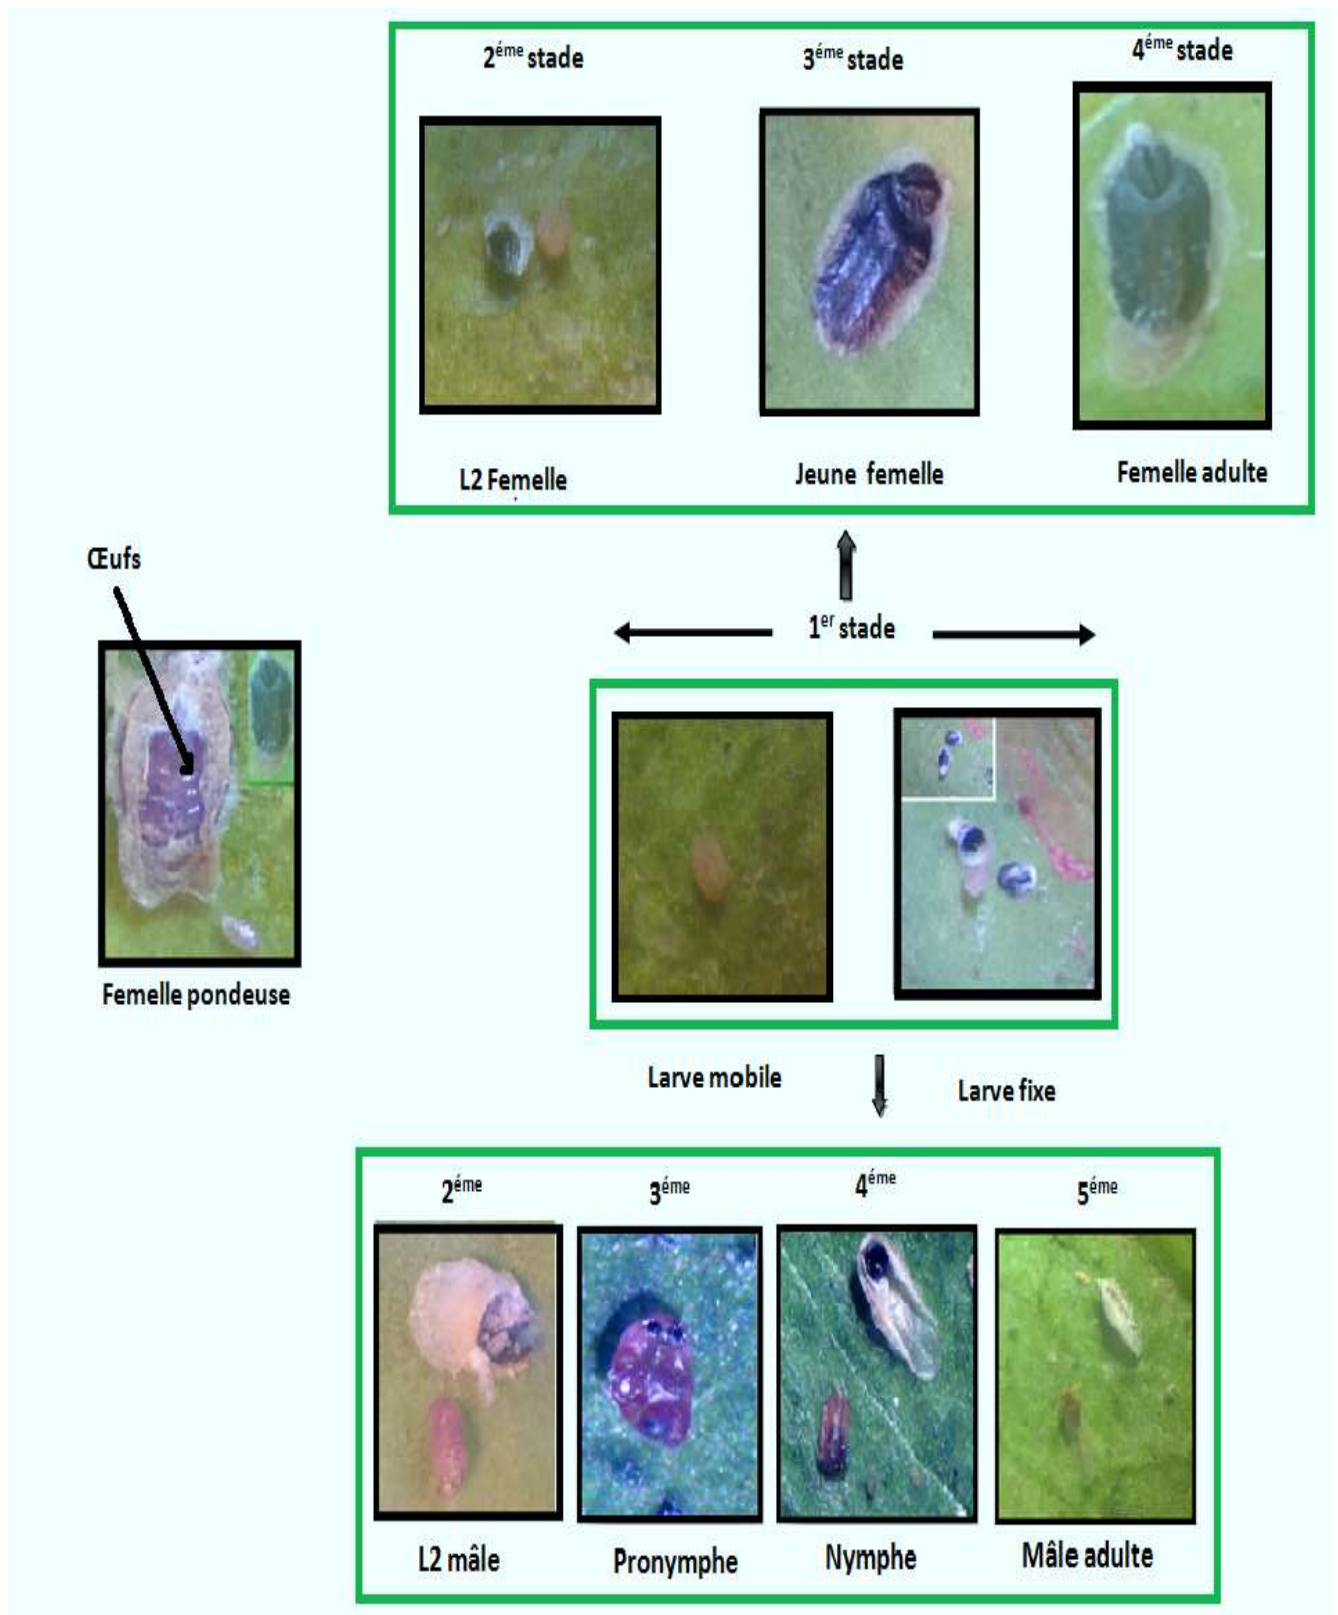 2éme stade
3éme stade
4éme stade
L2 Femelle
Jeune femelle
Femelle adulte
Œufs
1er stade
Femelle pondeuse
Larve mobile
Larve fixe
2éme
3éme
4éme
5éme
L2 mâle
Pronymphe
Nymphe
Mâle adulte